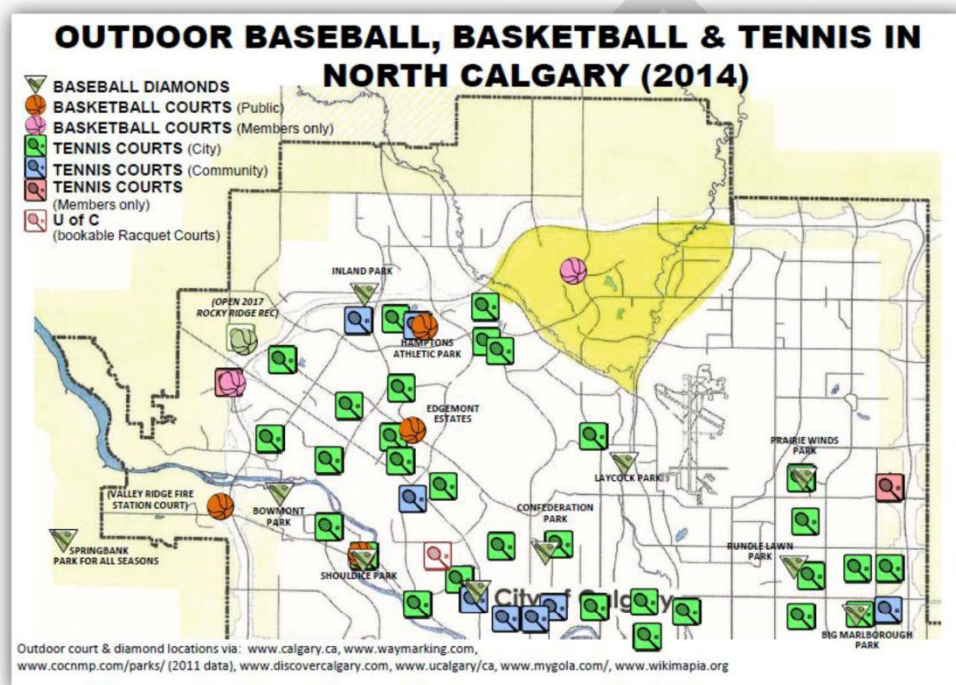 OUTDOOR BASEBALL, BASKETBALL & TENNIS IN
NORTH CALGARY (2014)
BASEBALL DIAMONDS
BASKETBALL COURTS (Public)
BASKETBALL COURTS (Members only)
TENNIS COURTS (City)
TENNIS COURTS (Community)
TENNIS COURTS
(Members only)
U of C
(bookable Racquet Courts)
INLAND PARK
(OPEN 2017
ROCKY RIDGE REC)
HAMPTONS
ATHLETIC PARK
EDGEMONT
ESTATES
PRAIRIE WINDS
PARK
LAYCOCK PARK
(VALLEY RIDGE FIRE
STATION COURT)
BOWMONT
PARK
CONFEDERATION
PARK
SPRINGBANK
PARK FOR ALL SEASONS
SHOULDICE PARK
RUNDLE LAWN
PARK
City of Calgary
BIG MARLBOROUGH
PARK
Outdoor court & diamond locations via: www.calgary.ca, www.waymarking.com,
www.cocnmp.com/parks/ (2011 data), www.discovercalgary.com, www.ucalgary/ca, www.mygola.com/, www.wikimapia.org